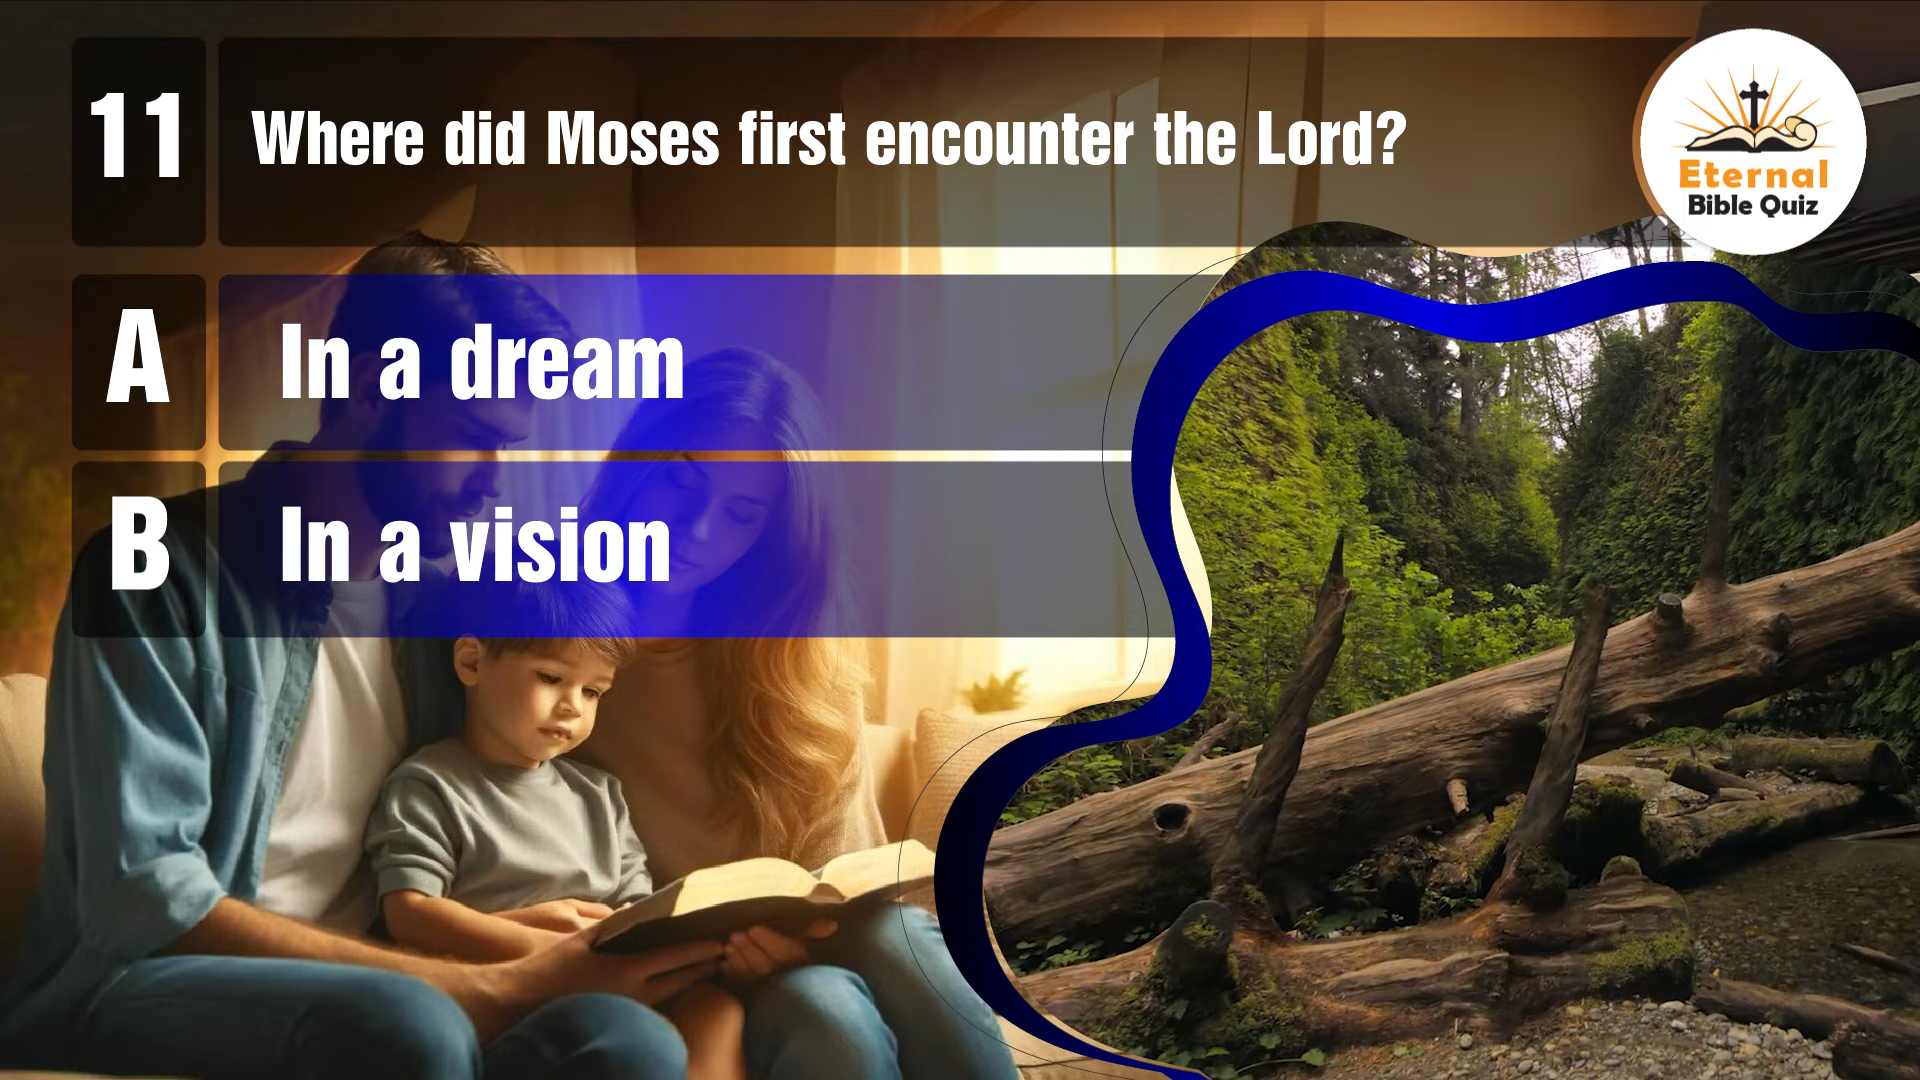 11
Where did Moses first encounter the Lord?
Eternal
Bible Quiz
A
In a dream
B
In a vision